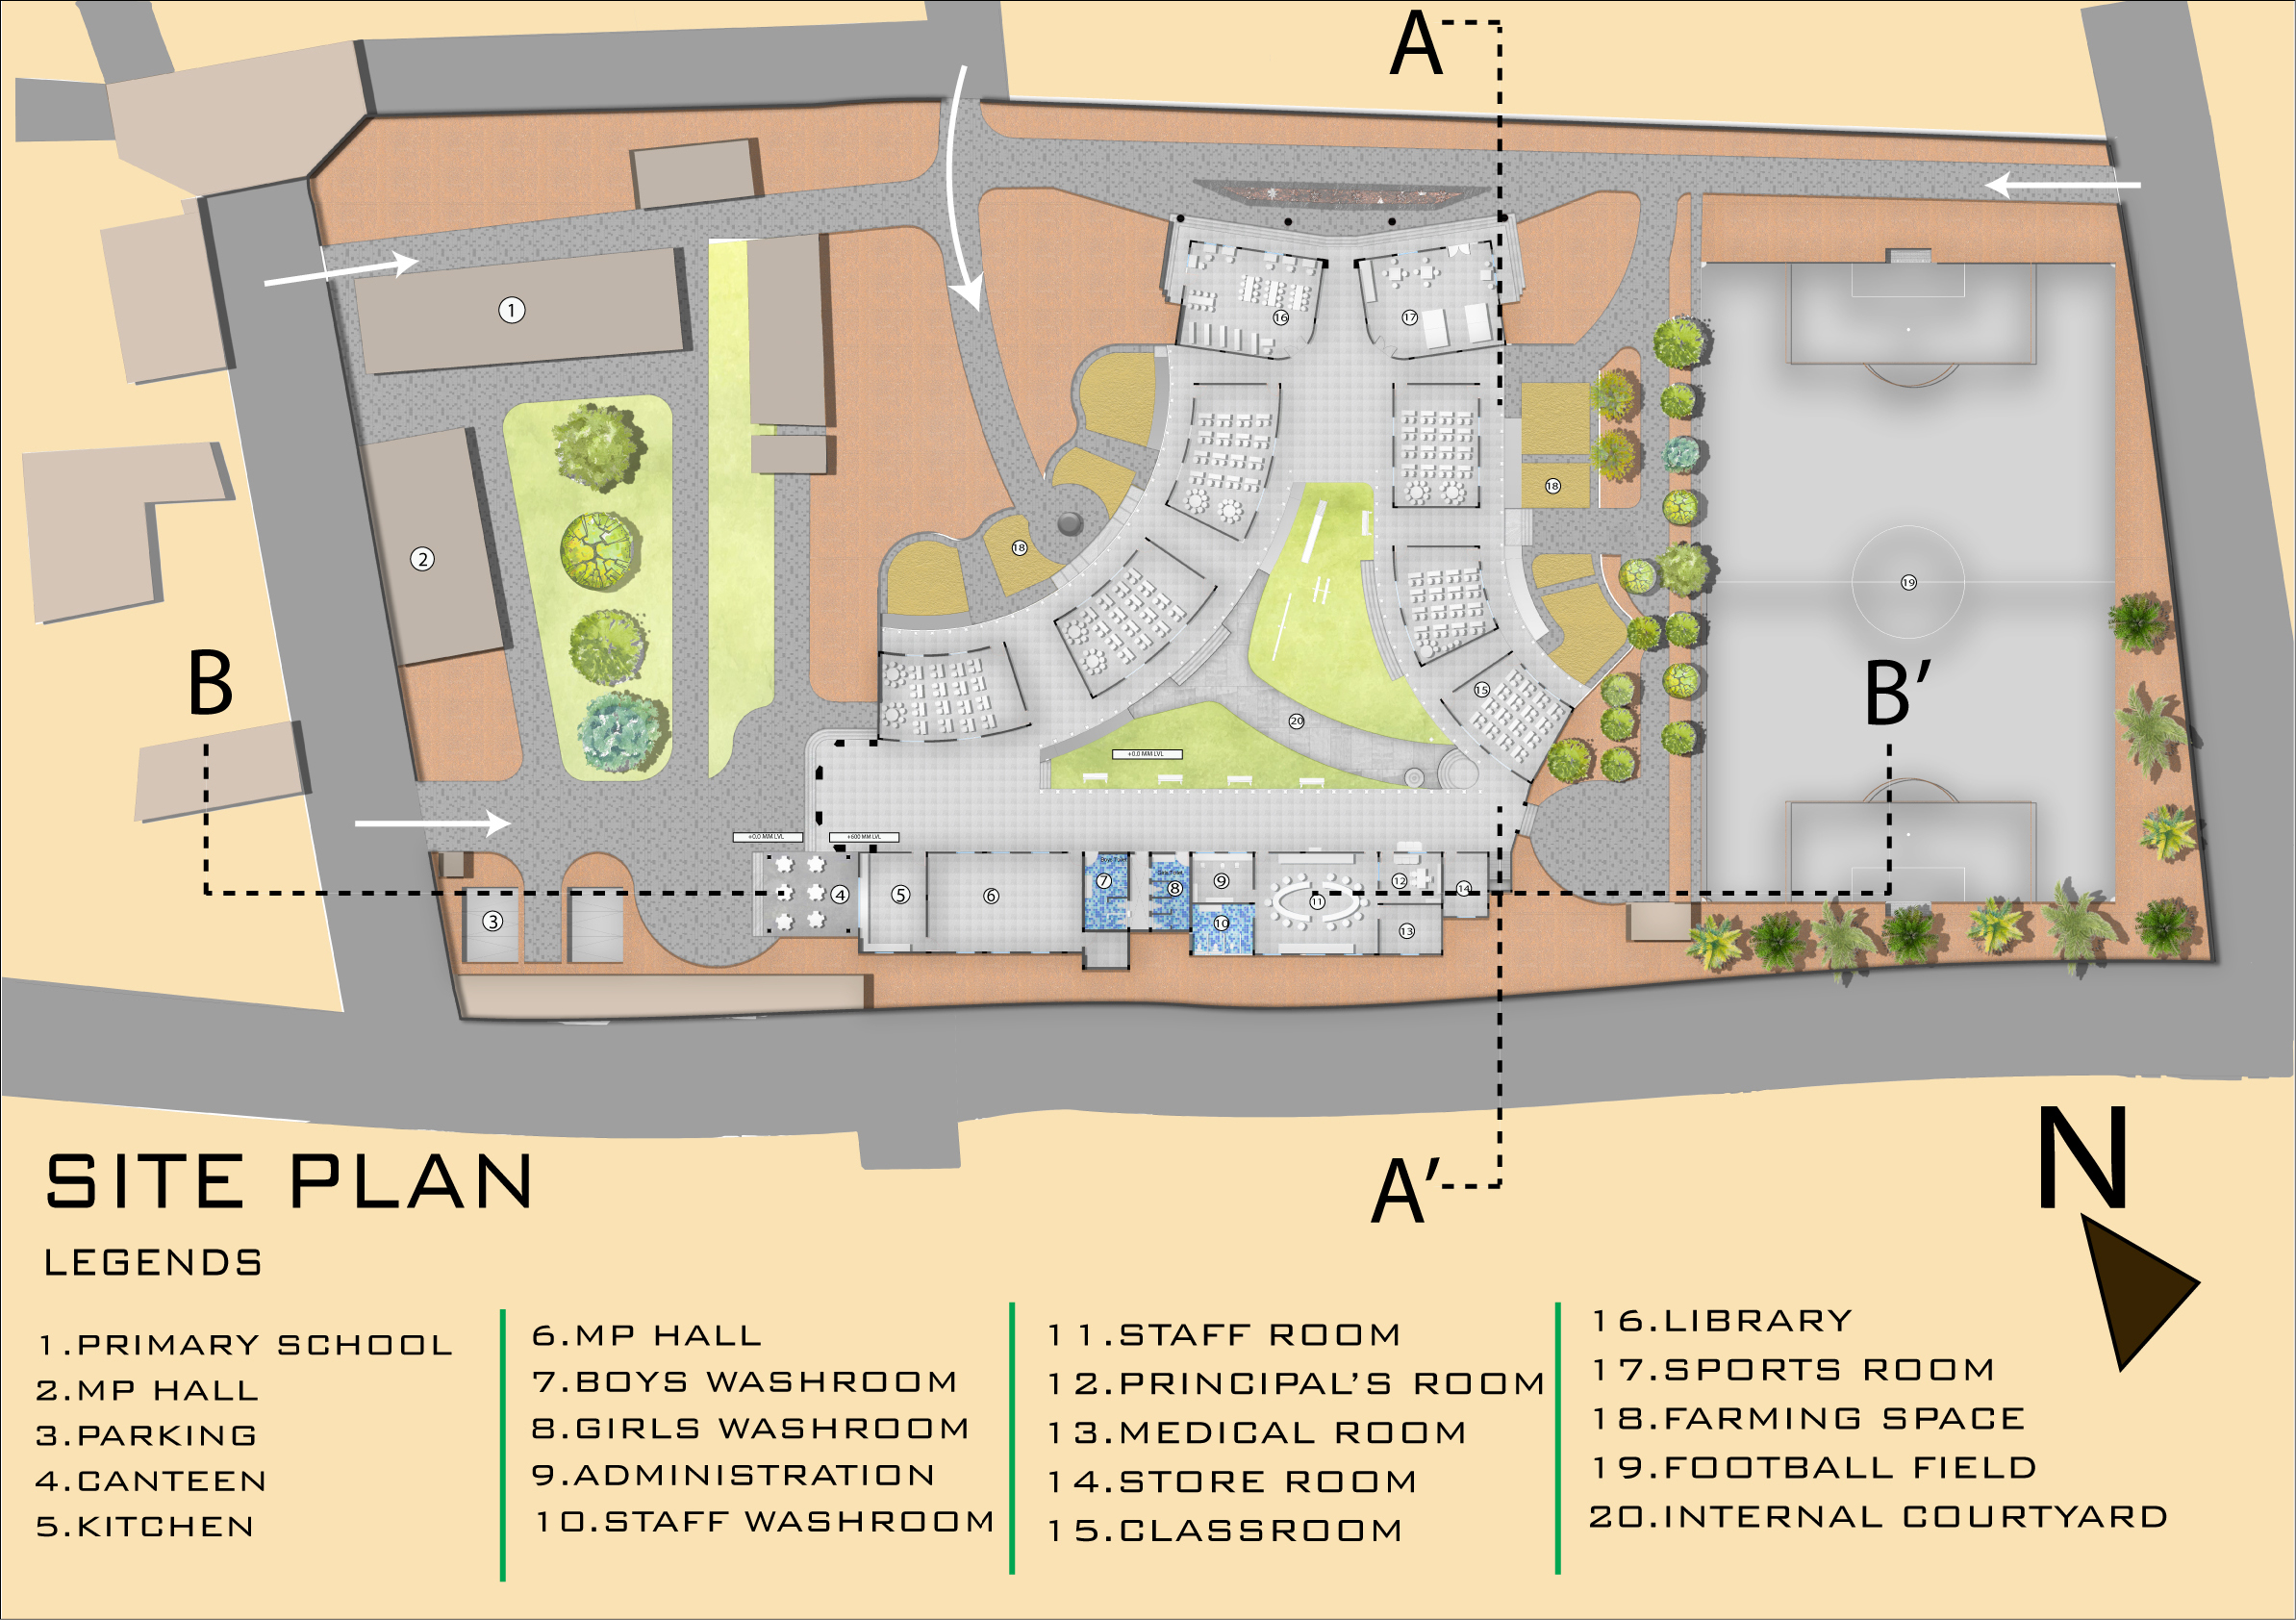 A
1
16
17
18
2
18
19
B
B'
15
20
+0.0 MM LVL
+0.0 MM LVL
+600 MM LVL
3
4
5
6
7
8
9
10
11
12
13
14
A'
N
SITE PLAN
LEGENDS
1.PRIMARY SCHOOL
2.MP HALL
3.PARKING
4.CANTEEN
5.KITCHEN
6.MP HALL
7.BOYS WASHROOM
8.GIRLS WASHROOM
9.ADMINISTRATION
10.STAFF WASHROOM
11.STAFF ROOM
12.PRINCIPAL'S ROOM
13.MEDICAL ROOM
14.STORE ROOM
15.CLASSROOM
16.LIBRARY
17.SPORTS ROOM
18.FARMING SPACE
19.FOOTBALL FIELD
20.INTERNAL COURTYARD